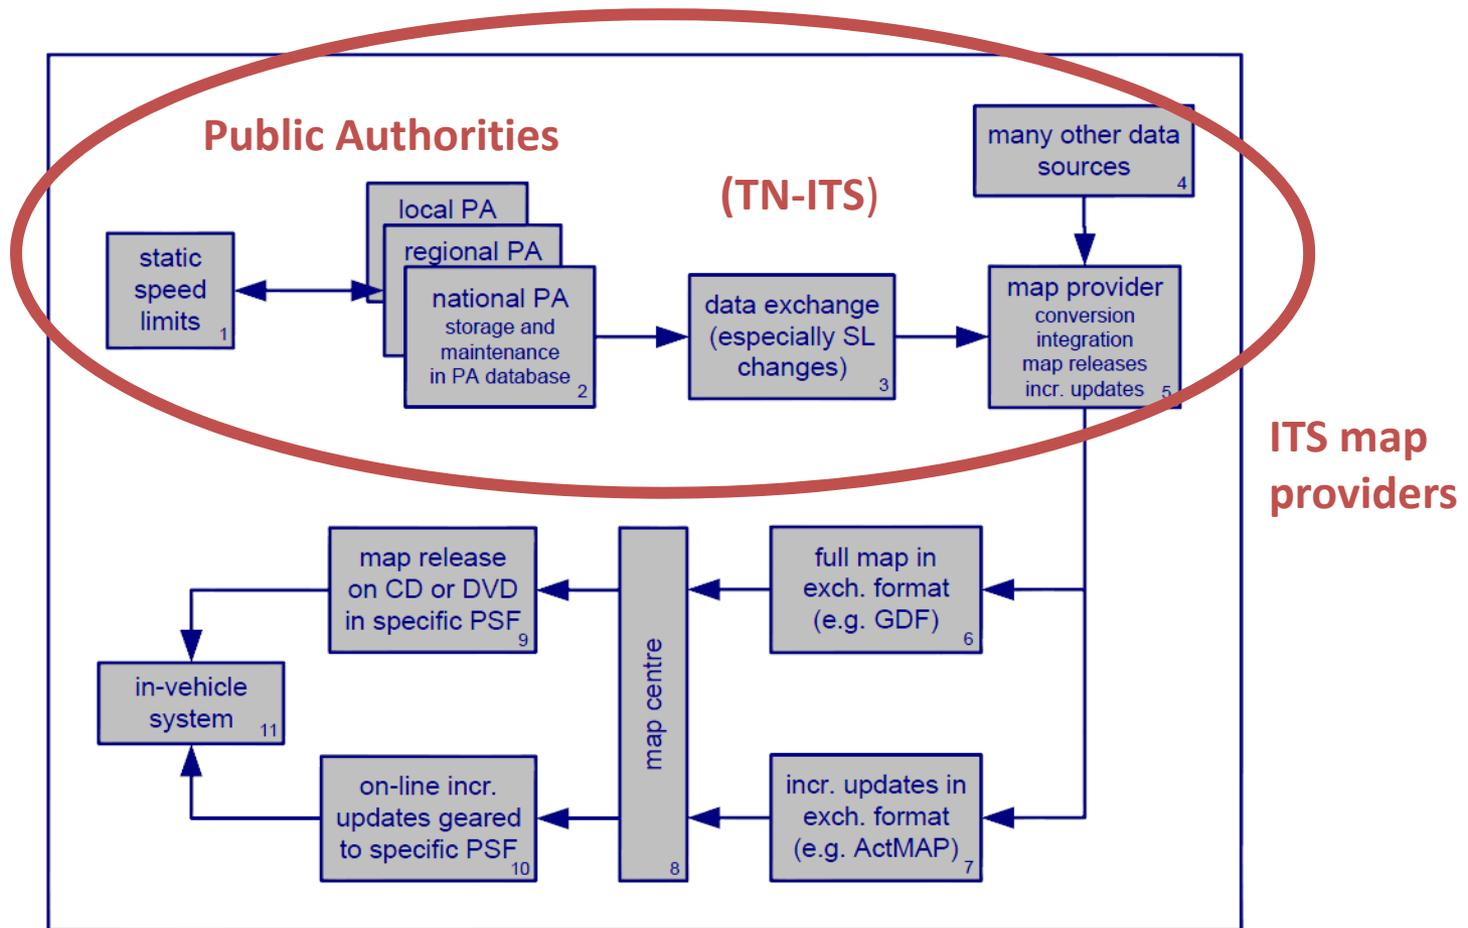 Public Authorities
(TN-ITS)
many other data
sources
4
static
speed
limits
1
local PA
regional PA
national PA
storage and
maintenance
in PA database
2
data exchange
(especially SL
changes)
3
map provider
conversion
integration
map releases
incr. updates
5
ITS map
providers
map release
on CD or DVD
in specific PSF
9
map centre
8
full map in
exch. format
(e.g. GDF)
6
in-vehicle
system
11
on-line incr.
updates geared
to specific PSF
10
incr. updates in
exch. format
(e.g. ActMAP)
7